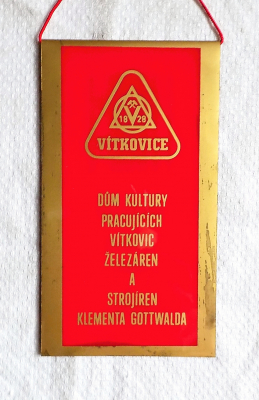 18 28
VÍTKOVICE
DŮM KULTURY
PRACUJÍCÍCH
VÍTKOVIC
ŽELEZÁREN
A
STROJÍREN
KLEMENTA GOTTWALDA